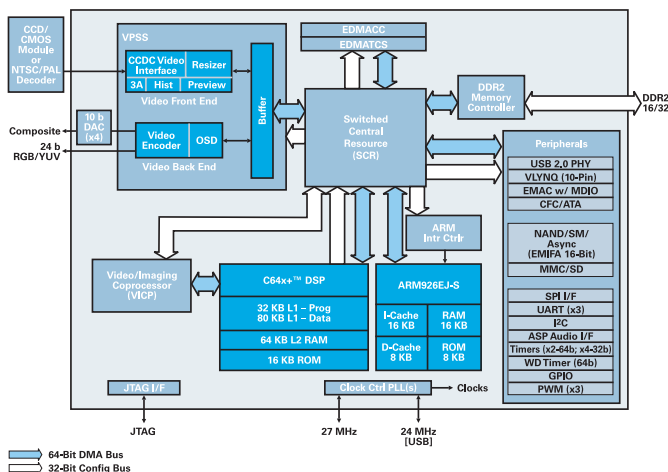 CCD/
CMOS
Module
or
NTSC/PAL
Decoder
VPSS
CCDC Video
Interface
Resizer
3A
Hist
Preview
Video Front End
Buffer
10 b
DAC
(x4)
Composite
24 b
RGB/YUV
Video
Encoder
OSD
Video Back End
EDMACC
EDMATCS
Switched
Central
Resource
(SCR)
DDR2
Memory
Controller
DDR2
16/32
Peripherals
USB 2.0 PHY
VLYNQ (10-Pin)
EMAC w/ MDIO
CFC/ATA
NAND/SM/
Async
(EMIFA 16-Bit)
MMC/SD
SPI I/F
UART (x3)
I²C
ASP Audio I/F
Timers (x2-64b; x4-32b)
WD Timer (64b)
GPIO
PWM (x3)
ARM
Intr Ctrlr
Video/Imaging
Coprocessor
(VICP)
C64x+™ DSP
32 KB L1 – Prog
80 KB L1 – Data
64 KB L2 RAM
16 KB ROM
ARM926EJ-S
I-Cache
16 KB
RAM
16 KB
D-Cache
8 KB
ROM
8 KB
JTAG I/F
JTAG
Clock Ctrl PLL(s)
Clocks
27 MHz
24 MHz
[USB]
64-Bit DMA Bus
32-Bit Config Bus